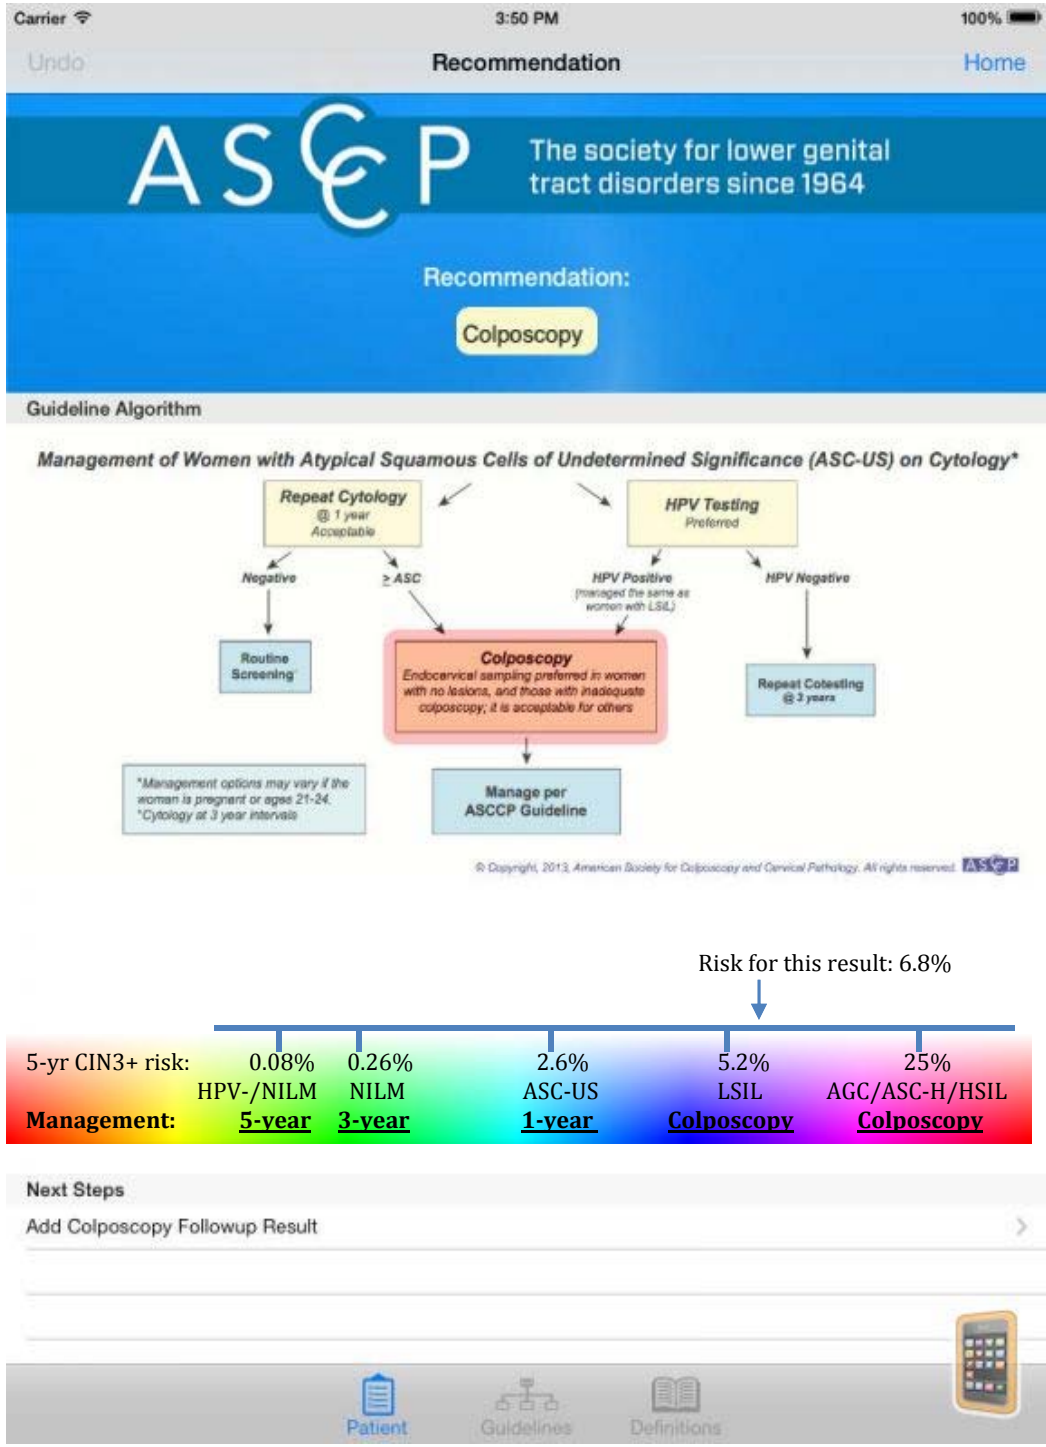 Carrier
3:50 PM
100%
Undo
Recommendation
Home
ASCCP
The society for lower genital
tract disorders since 1964
Recommendation:
Colposcopy
Guideline Algorithm
Management of Women with Atypical Squamous Cells of Undetermined Significance (ASC-US) on Cytology*
Repeat Cytology
@ 1 year
Acceptable
HPV Testing
Preferred
Negative
≥ ASC
HPV Positive
(managed the same as
women with LSIL)
HPV Negative
Routine
Screening*
Colposcopy
Endocervical sampling preferred in women
with no lesions, and those with inadequate
colposcopy; it is acceptable for others
Repeat Cotesting
@ 3 years
*Management options may vary if the
woman is pregnant or ages 21-24.
*Cytology at 3 year intervals
Manage per
ASCCP Guideline
© Copyright, 2013, American Society for Colposcopy and Cervical Pathology. All rights reserved. ASCCP
Risk for this result: 6.8%
5-yr CIN3+ risk: 0.08% 0.26% 2.6% 5.2% 25%
HPV-/NILM NILM ASC-US LSIL AGC/ASC-H/HSIL
Management: 5-year 3-year 1-year Colposcopy Colposcopy
Next Steps
Add Colposcopy Followup Result
Patient
Guidelines
Definitions